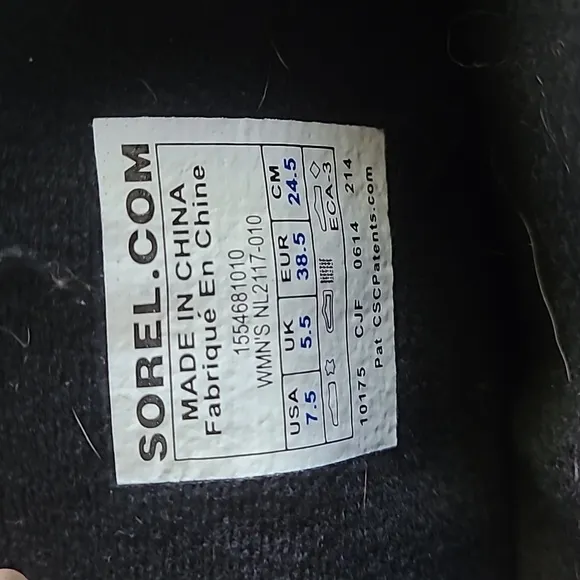 SOREL.COM
MADE IN CHINA
Fabriqué En Chine
1554681010
WMN'S NL2117-010
USA UK EUR CM
7.5 5.5 38.5 24.5
ECA-3
10175 CJF 0614 214
Pat CSCPatents.com